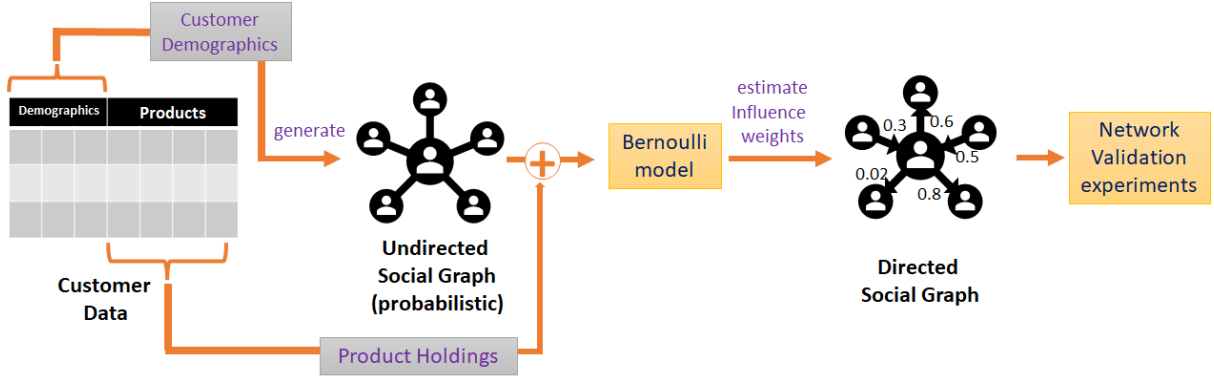 Customer
Demographics
Demographics
Products
Customer
Data
generate
Undirected
Social Graph
(probabilistic)
Product Holdings
Bernoulli
model
estimate
Influence
weights
0.3
0.6
0.5
0.02
0.8
Directed
Social Graph
Network
Validation
experiments